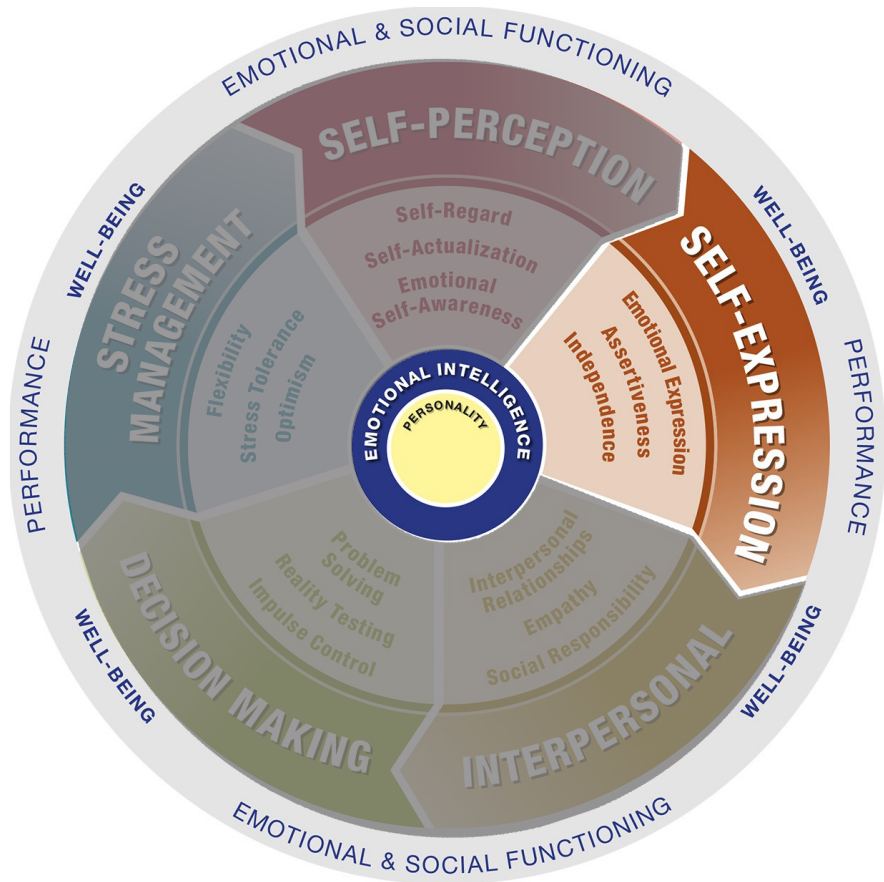 EMOTIONAL & SOCIAL FUNCTIONING
WELL-BEING
WELL-BEING
PERFORMANCE
PERFORMANCE
SELF-PERCEPTION
Self-Regard
Self-Actualization
Emotional
Self-Awareness
SELF-EXPRESSION
Emotional Expression
Assertiveness
Independence
STRESS
MANAGEMENT
Flexibility
Stress Tolerance
Optimism
EMOTIONAL INTELLIGENCE
PERSONALITY
DECISION MAKING
Problem
Solving
Reality Testing
Impulse Control
INTERPERSONAL
Interpersonal
Relationships
Empathy
Social Responsibility
WELL-BEING
WELL-BEING
EMOTIONAL & SOCIAL FUNCTIONING